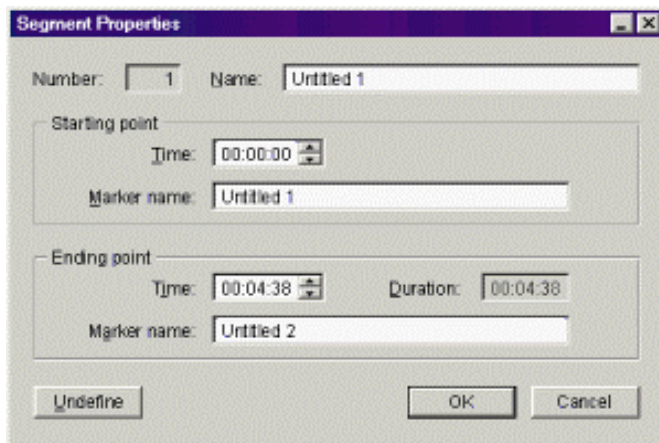 Segment Properties
Number: 1 Name: Untitled 1
Starting point
Time: 00:00:00
Marker name: Untitled 1
Ending point
Time: 00:04:38 Duration: 00:04:38
Marker name: Untitled 2
Undefine OK Cancel